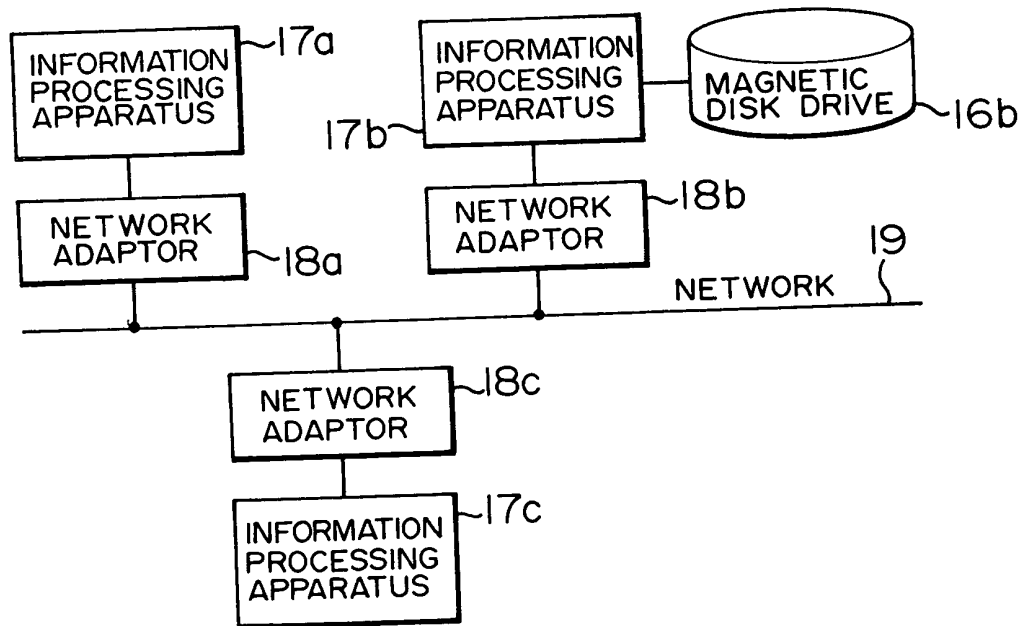 INFORMATION
PROCESSING
APPARATUS
17a
INFORMATION
PROCESSING
APPARATUS
17b
MAGNETIC
DISK DRIVE
16b
NETWORK
ADAPTOR
18a
NETWORK
ADAPTOR
18b
NETWORK
19
NETWORK
ADAPTOR
18c
INFORMATION
PROCESSING
APPARATUS
17c